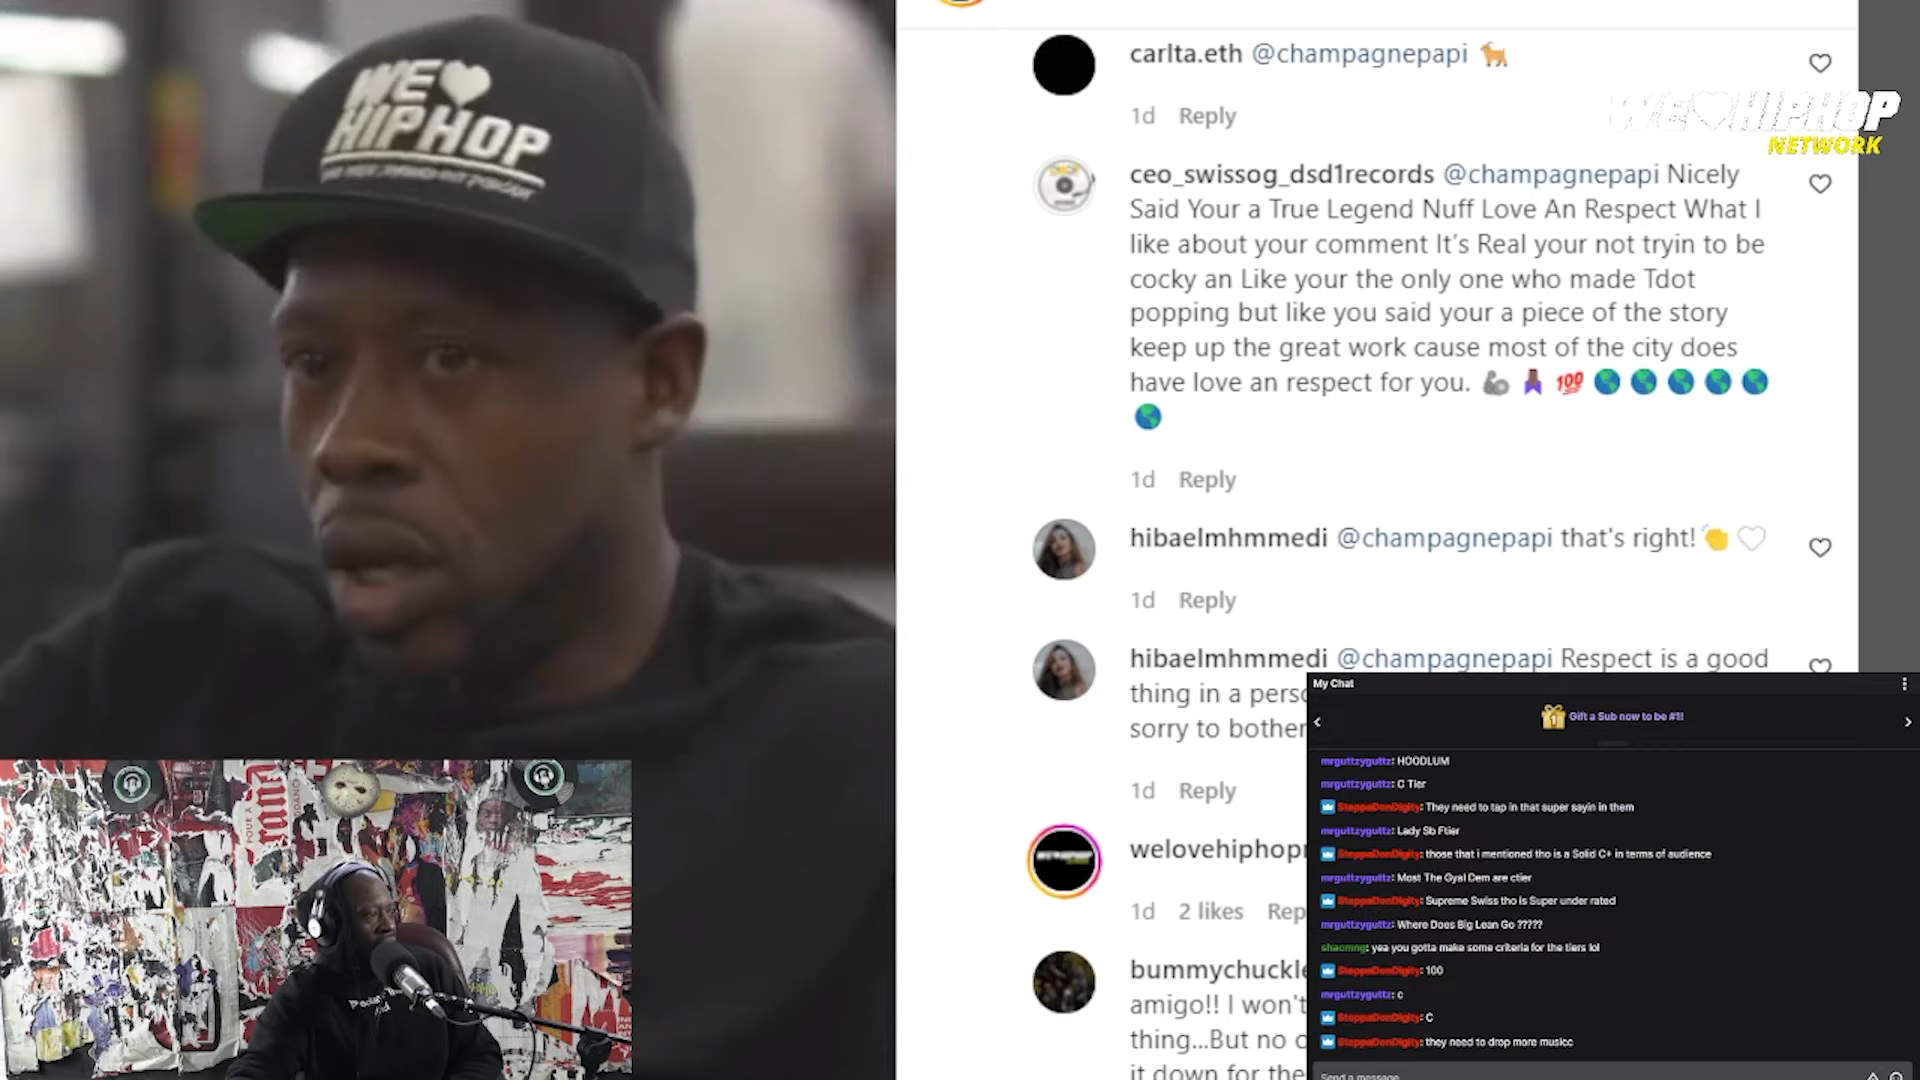 WE HIPHOP
carlta.eth @champagnepapi 🐐
1d Reply
WE HIPHOP
NETWORK
ceo_swissog_dsd1records @champagnepapi Nicely
Said Your a True Legend Nuff Love An Respect What I
like about your comment It's Real your not tryin to be
cocky an Like your the only one who made Tdot
popping but like you said your a piece of the story
keep up the great work cause most of the city does
have love an respect for you. 🦾 💯 🌎 🌎 🌎 🌎 🌎
🌎
1d Reply
hibaelmhmmedi @champagnepapi that's right! 👏 🤍
1d Reply
hibaelmhmmedi @champagnepapi Respect is a good
thing in a perso
sorry to bother
1d Reply
welovehiphop
1d 2 likes Rep
bummychuckle
amigo!! I won't
thing...But no
it down for the
My Chat
Gift a Sub now to be #1!
mrguttzyguttz: HOODLUM
mrguttzyguttz: C Tier
SteppaDonDigity: They need to tap in that super sayin in them
mrguttzyguttz: Lady Sb Ftier
SteppaDonDigity: those that i mentioned tho is a Solid C+ in terms of audience
mrguttzyguttz: Most The Gyal Dem are ctier
SteppaDonDigity: Supreme Swiss tho is Super under rated
mrguttzyguttz: Where Does Big Lean Go ?????
shacmng: yea you gotta make some criteria for the tiers lol
SteppaDonDigity: 100
mrguttzyguttz: c
SteppaDonDigity: C
SteppaDonDigity: they need to drop more musicc
Send a message